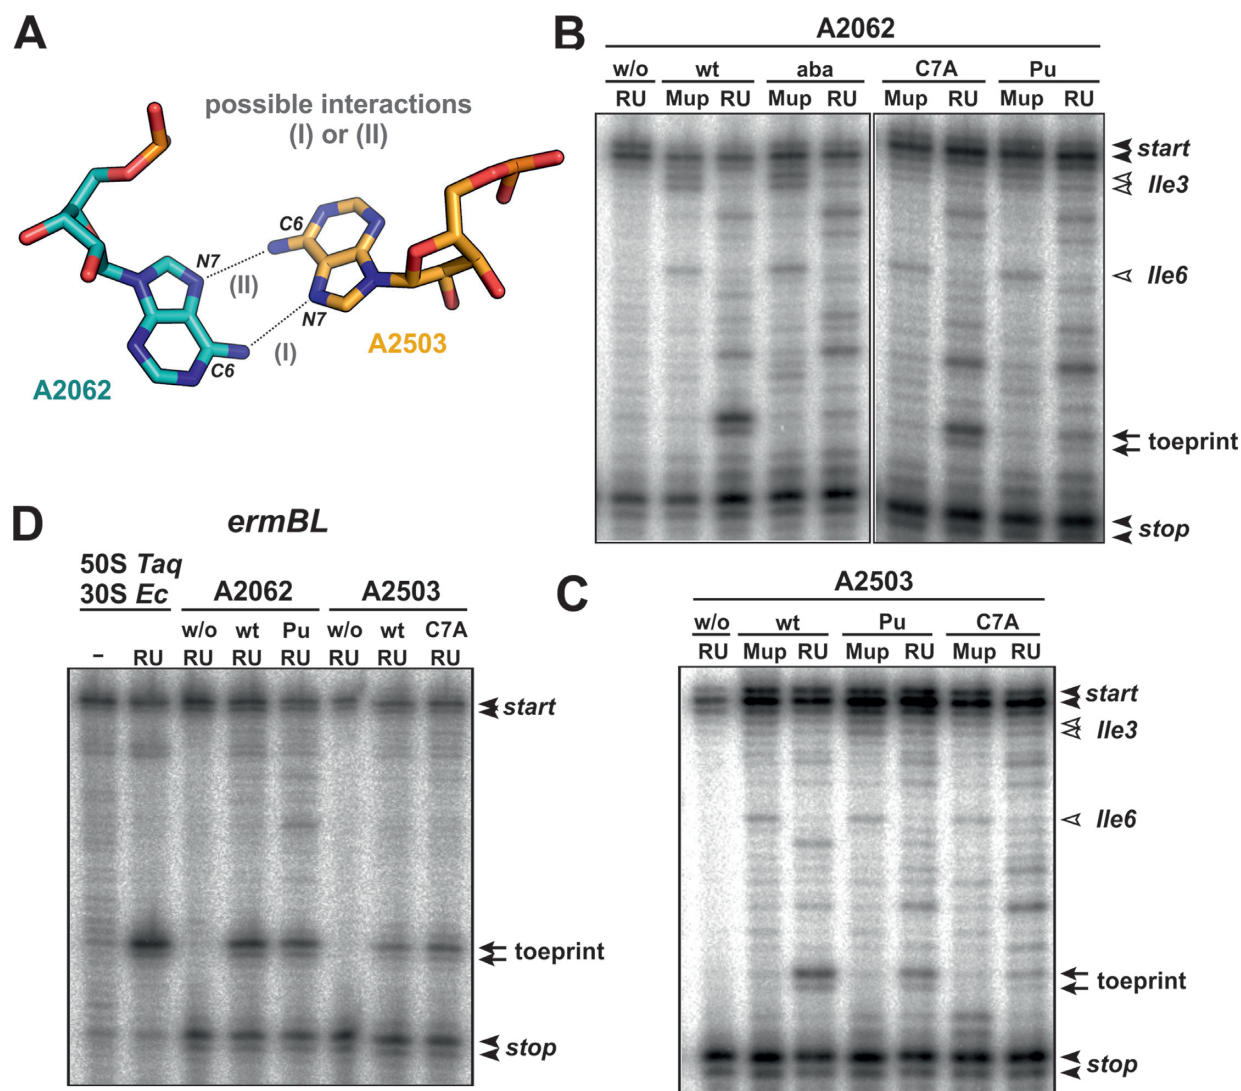 A
possible interactions
(I) or (II)
C6
N7
(II)
N7
(I)
C6
A2503
A2062
B
A2062
w/o wt aba C7A Pu
RU Mup RU Mup RU Mup RU Mup RU
start
Ile3
Ile6
toeprint
stop
D
ermBL
50S Taq
30S Ec
A2062 A2503
w/o wt Pu w/o wt C7A
– RU RU RU RU RU RU RU
start
toeprint
stop
C
A2503
w/o wt Pu C7A
RU Mup RU Mup RU Mup RU
start
Ile3
Ile6
toeprint
stop